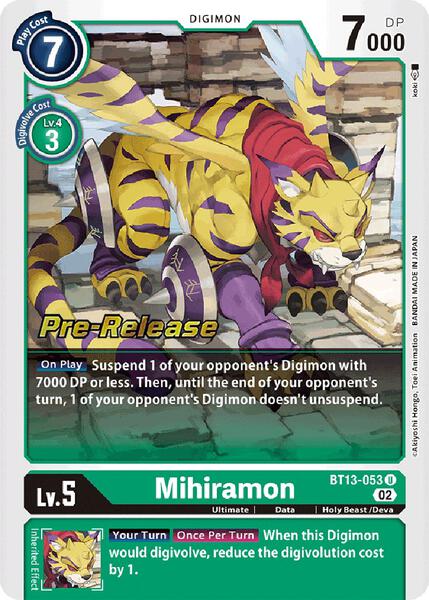 DIGIMON
Play Cost
7
7000
DP
Digivolve Cost
Lv.4
3
koki
Pre-Release
On Play Suspend 1 of your opponent's Digimon with
7000 DP or less. Then, until the end of your opponent's
turn, 1 of your opponent's Digimon doesn't unsuspend.
©Akiyoshi Hongo, Toei Animation BANDAI MADE IN JAPAN
Lv.5
Mihiramon
BT13-053 U
02
Ultimate Data Holy Beast /Deva
Inherited Effect
Your Turn Once Per Turn When this Digimon
would digivolve, reduce the digivolution cost
by 1.